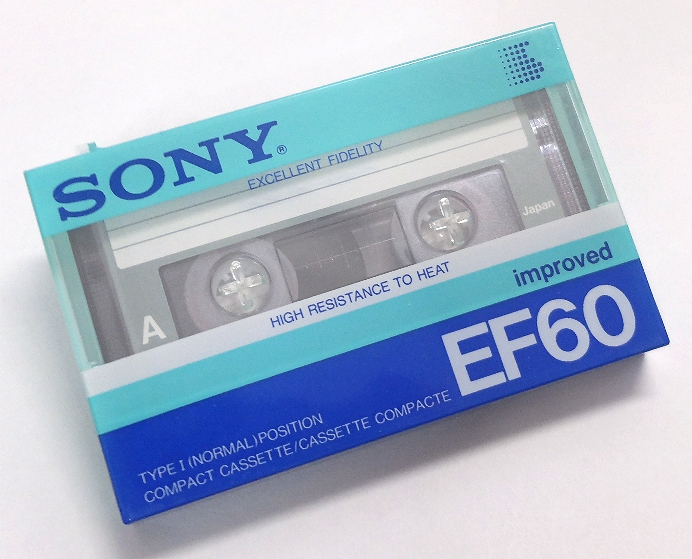 SONY®
EXCELLENT FIDELITY
Japan
A
HIGH RESISTANCE TO HEAT
improved
EF60
TYPE I (NORMAL) POSITION
COMPACT CASSETTE/CASSETTE COMPACTE